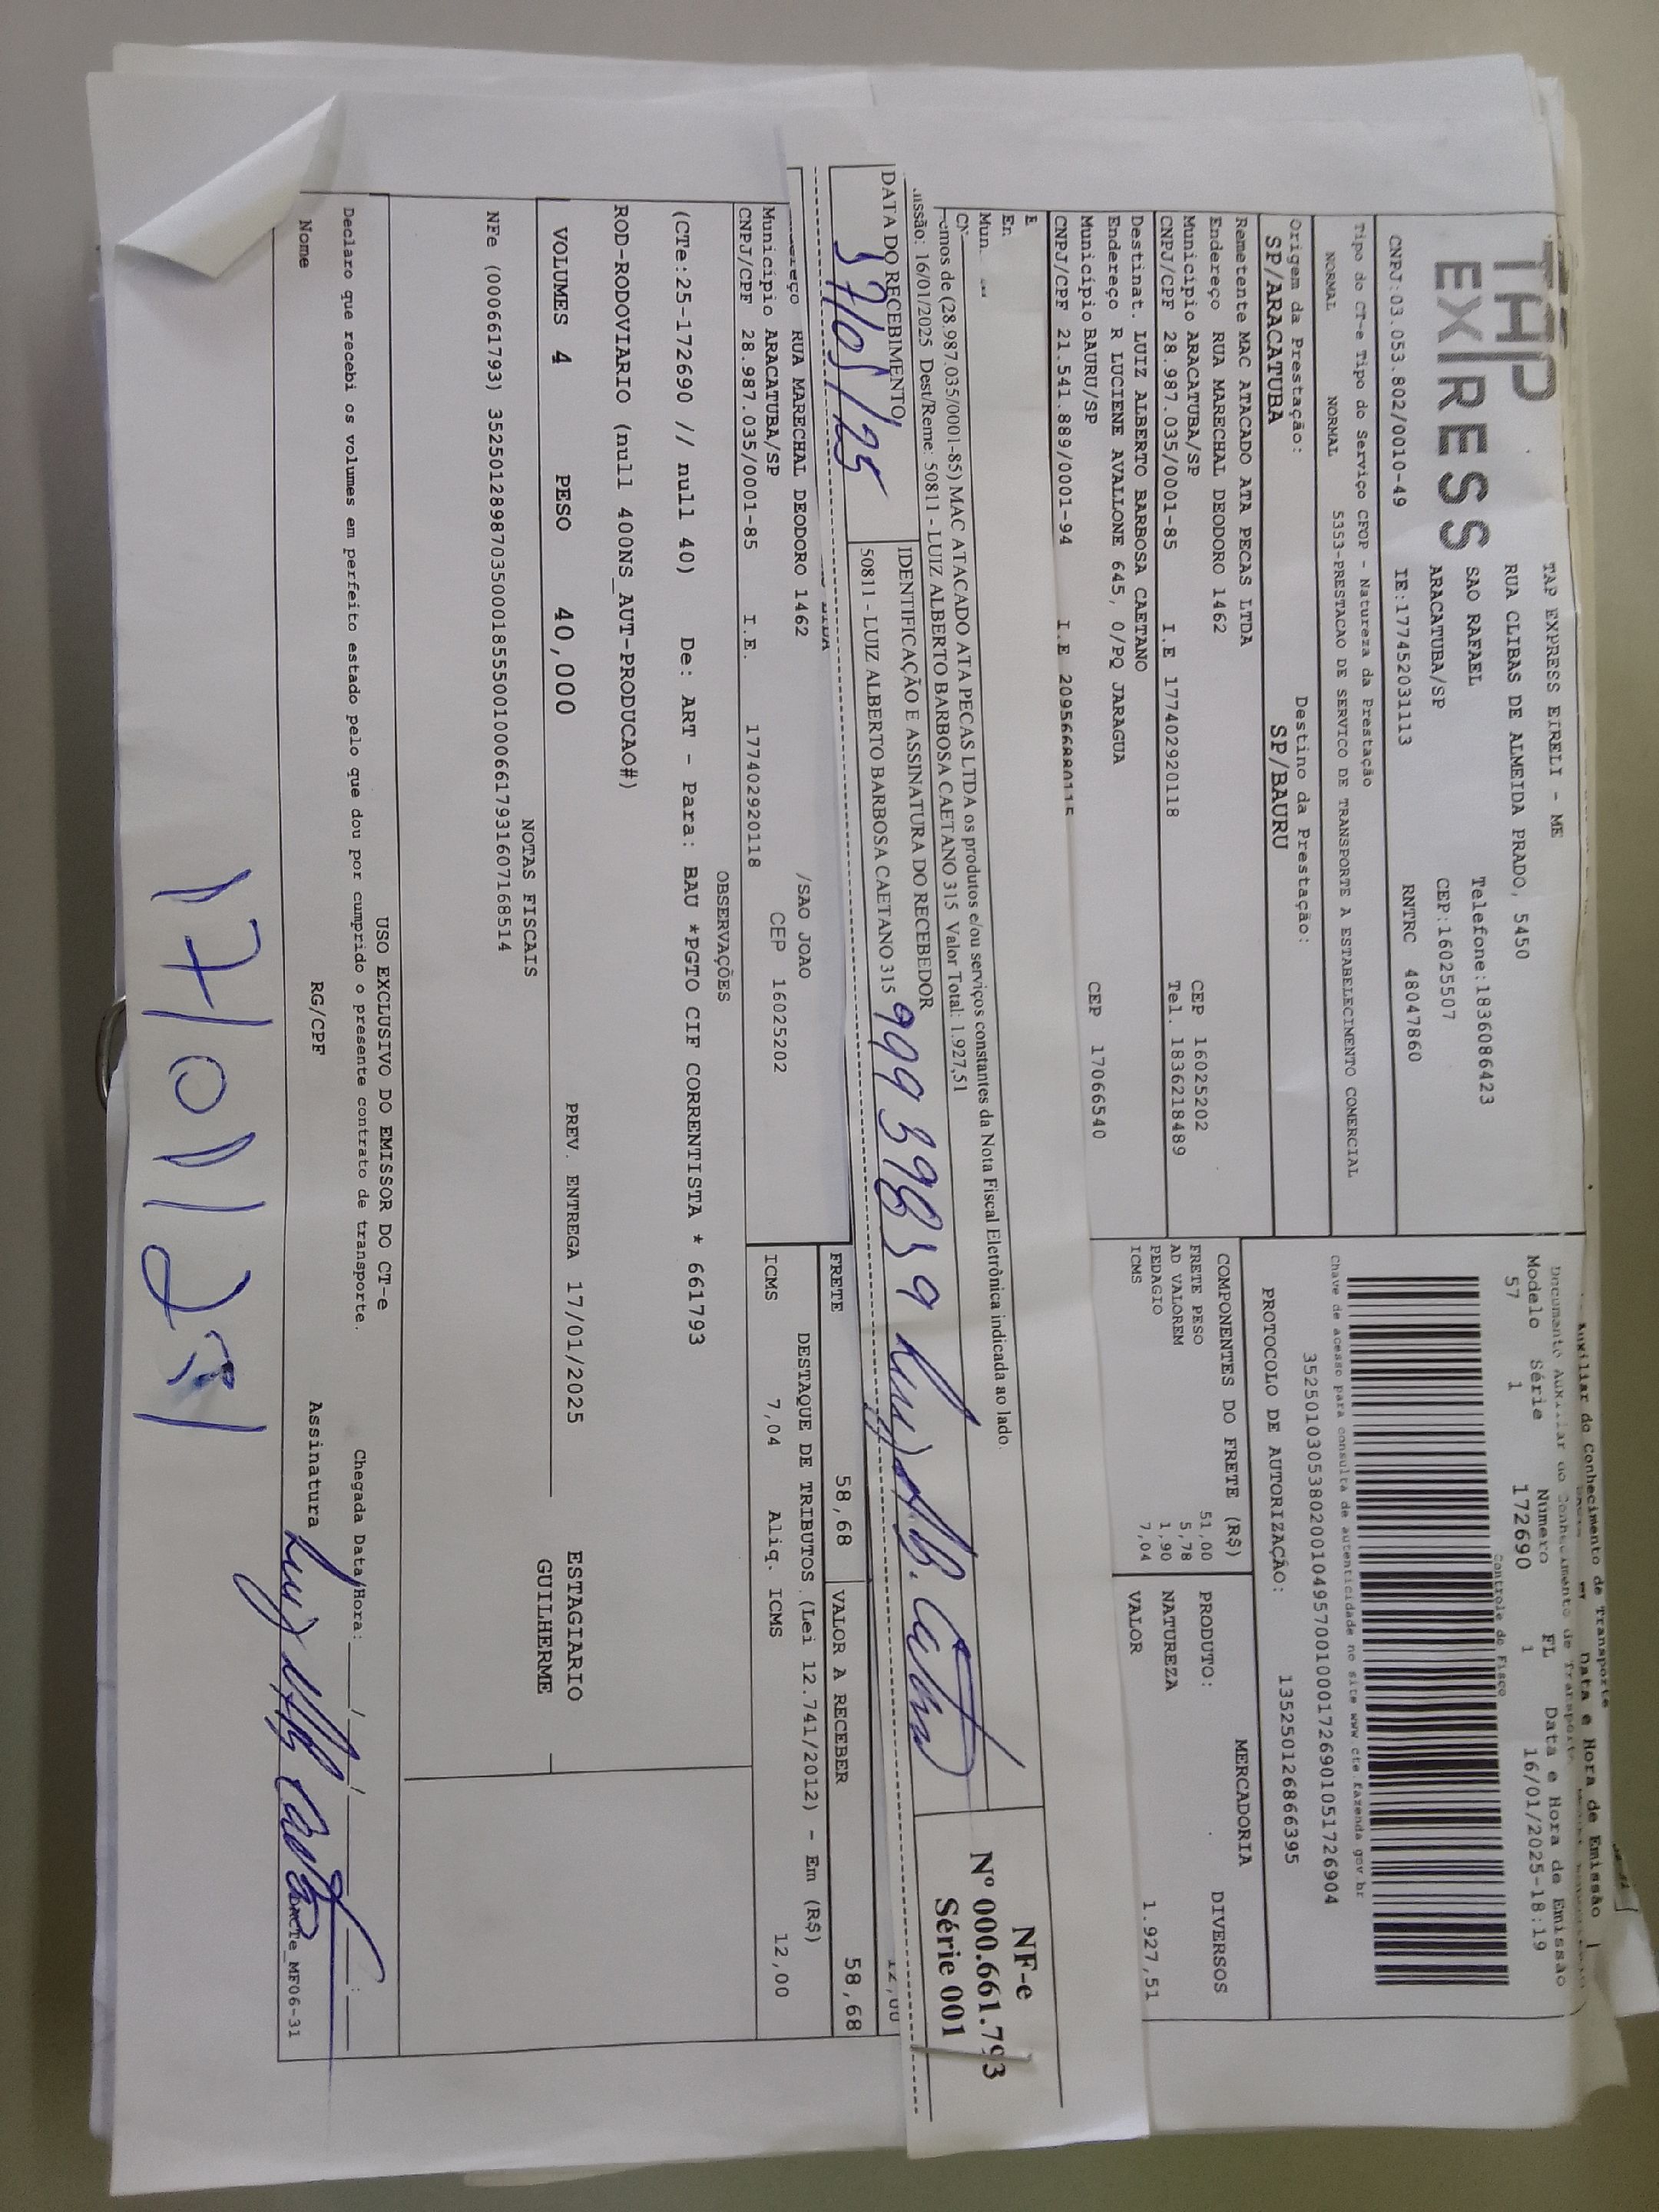 TAP
EXPRESS
TAP EXPRESS EIRELI - ME
RUA CLIBAS DE ALMEIDA PRADO, 5450
SAO RAFAEL Telefone:1836086423
ARACATUBA/SP CEP:16025507
CNPJ:03.053.802/0010-49 IE:177452031113 RNTRC 48047860
Auxiliar do Conhecimento de Transporte
Data e Hora de Emissão
Documento Auxiliar do Conhecimento de Transporte
Modelo Série Número FL Data e Hora de Emissão
57 1 172690 1 16/01/2025-18:19
Controle do Fisco
Chave de acesso para consulta de autenticidade no site www.cte.fazenda.gov.br
35250103053802001049570010001726901051726904
PROTOCOLO DE AUTORIZAÇÃO: 135250126866395
Tipo do CT-e Tipo do Serviço CFOP - Natureza da Prestação
NORMAL NORMAL 5353-PRESTACAO DE SERVICO DE TRANSPORTE A ESTABELECIMENTO COMERCIAL
Origem da Prestação: Destino da Prestação:
SP/ARACATUBA SP/BAURU
Remetente MAC ATACADO ATA PECAS LTDA
Endereço RUA MARECHAL DEODORO 1462 CEP 16025202
Município ARACATUBA/SP Tel. 1836218489
CNPJ/CPF 28.987.035/0001-85 I.E 177402920118
Destinat. LUIZ ALBERTO BARBOSA CAETANO
Endereço R LUCIENE AVALLONE 645, 0/PQ JARAGUA
Município BAURU/SP CEP 17066540
CNPJ/CPF 21.541.889/0001-94 I.E 209566880115
COMPONENTES DO FRETE (R$)
FRETE PESO 51,00
AD VALOREM 5,78
PEDAGIO 1,90
ICMS 7,04
MERCADORIA
PRODUTO: DIVERSOS
NATUREZA
VALOR 1.927,51
E
En
Mun.
emos de (28.987.035/0001-85) MAC ATACADO ATA PECAS LTDA os produtos e/ou serviços constantes da Nota Fiscal Eletrônica indicada ao lado.
issão: 16/01/2025 Dest/Reme: 50811 - LUIZ ALBERTO BARBOSA CAETANO 315 Valor Total: 1.927,51
DATA DO RECEBIMENTO IDENTIFICAÇÃO E ASSINATURA DO RECEBEDOR
50811 - LUIZ ALBERTO BARBOSA CAETANO 315
NF-e
Nº 000.661.793
Série 001
12,00
RUA MARECHAL DEODORO 1462 /SAO JOAO
Município ARACATUBA/SP CEP 16025202
CNPJ/CPF 28.987.035/0001-85 I.E. 177402920118
FRETE 58,68 VALOR A RECEBER 58,68
DESTAQUE DE TRIBUTOS (Lei 12.741/2012) - Em (R$)
ICMS 7,04 Aliq. ICMS 12,00
OBSERVAÇÕES
(CTe:25-172690 // null 40) De: ART - Para: BAU *PGTO CIF CORRENTISTA * 661793
ROD-RODOVIARIO (null 400NS_AUT-PRODUCAO#)
VOLUMES 4 PESO 40,000 PREV. ENTREGA 17/01/2025 ESTAGIARIO
GUILHERME
NOTAS FISCAIS
NFe (000661793) 35250128987035000185550010006617931607168514
USO EXCLUSIVO DO EMISSOR DO CT-e
Declaro que recebi os volumes em perfeito estado pelo que dou por cumprido o presente contrato de transporte. Chegada Data/Hora:
Nome RG/CPF Assinatura
DACTe_MF06-31
17/01/25